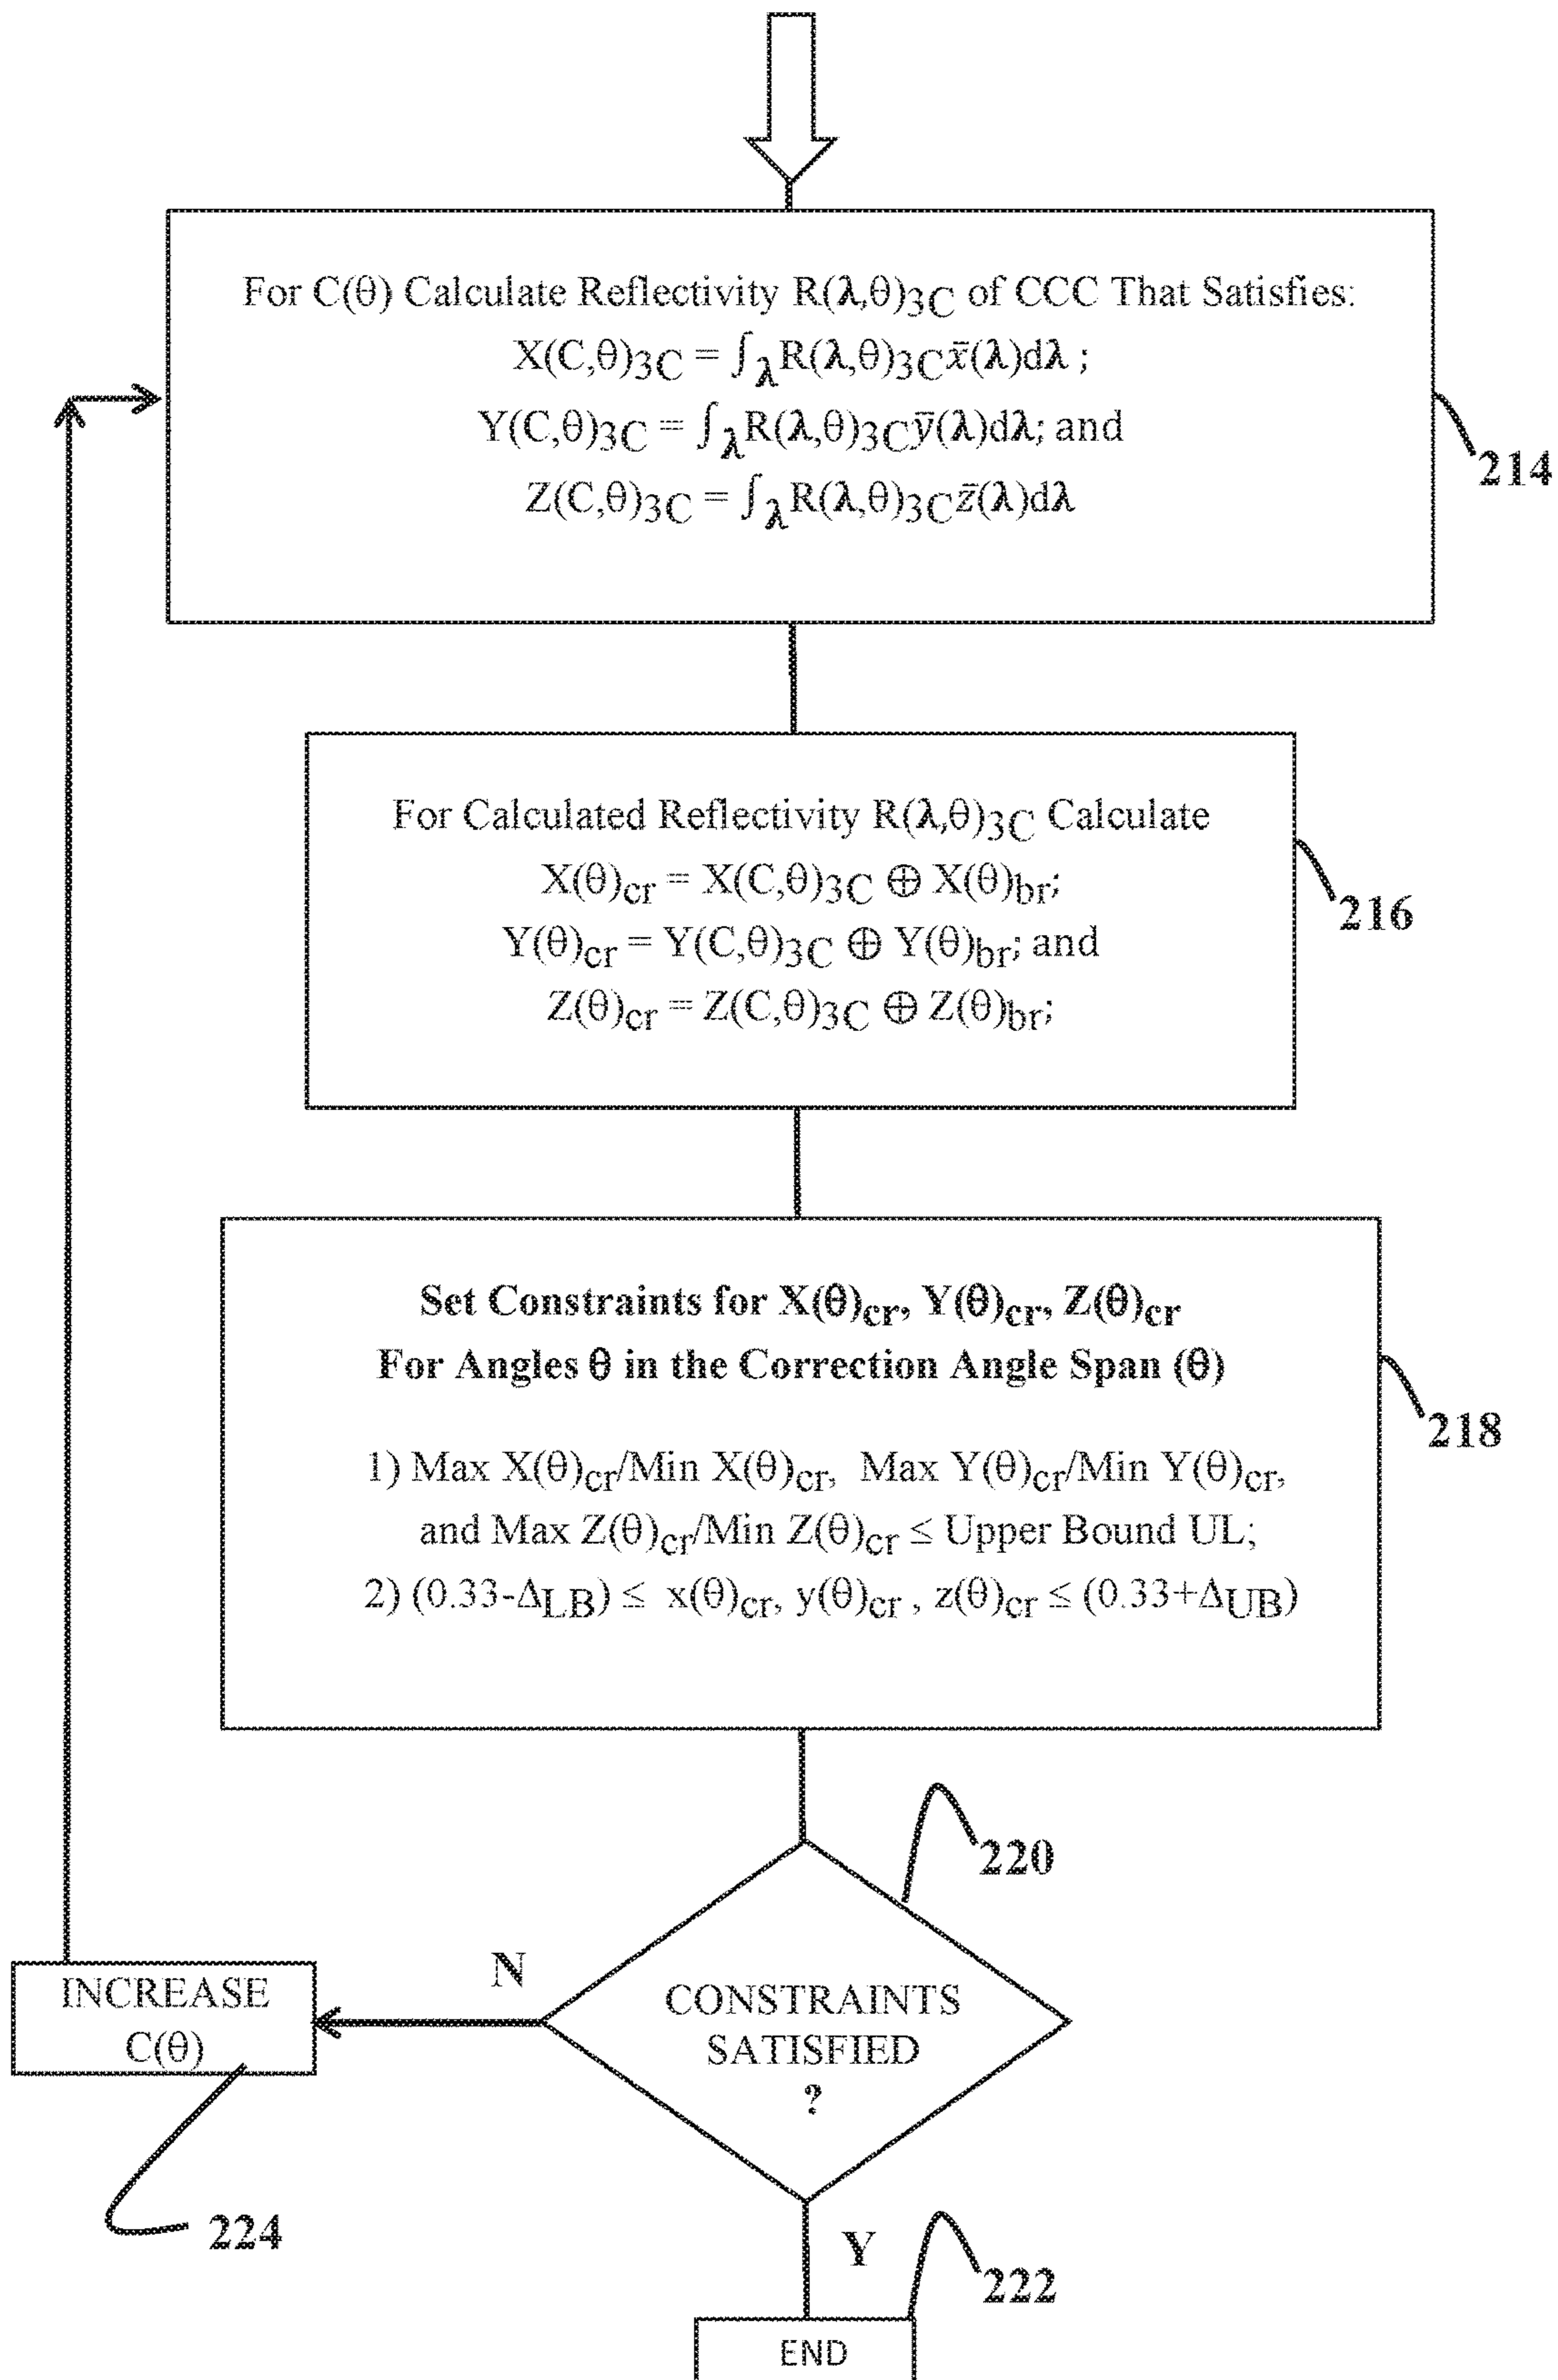 For C(θ) Calculate Reflectivity R(λ,θ)3C of CCC That Satisfies:
X(C,θ)3C = ∫λR(λ,θ)3Cx̄(λ)dλ ;
Y(C,θ)3C = ∫λR(λ,θ)3Cȳ(λ)dλ; and
Z(C,θ)3C = ∫λR(λ,θ)3Cz̄(λ)dλ
214
For Calculated Reflectivity R(λ,θ)3C Calculate
X(θ)cr = X(C,θ)3C ⊕ X(θ)br;
Y(θ)cr = Y(C,θ)3C ⊕ Y(θ)br; and
Z(θ)cr = Z(C,θ)3C ⊕ Z(θ)br;
216
Set Constraints for X(θ)cr, Y(θ)cr, Z(θ)cr
For Angles θ in the Correction Angle Span (θ)
1) Max X(θ)cr/Min X(θ)cr, Max Y(θ)cr/Min Y(θ)cr,
and Max Z(θ)cr/Min Z(θ)cr ≤ Upper Bound UL;
2) (0.33-ΔLB) ≤ x(θ)cr, y(θ)cr , z(θ)cr ≤ (0.33+ΔUB)
218
220
N
CONSTRAINTS
SATISFIED
?
INCREASE
C(θ)
224
Y
222
END